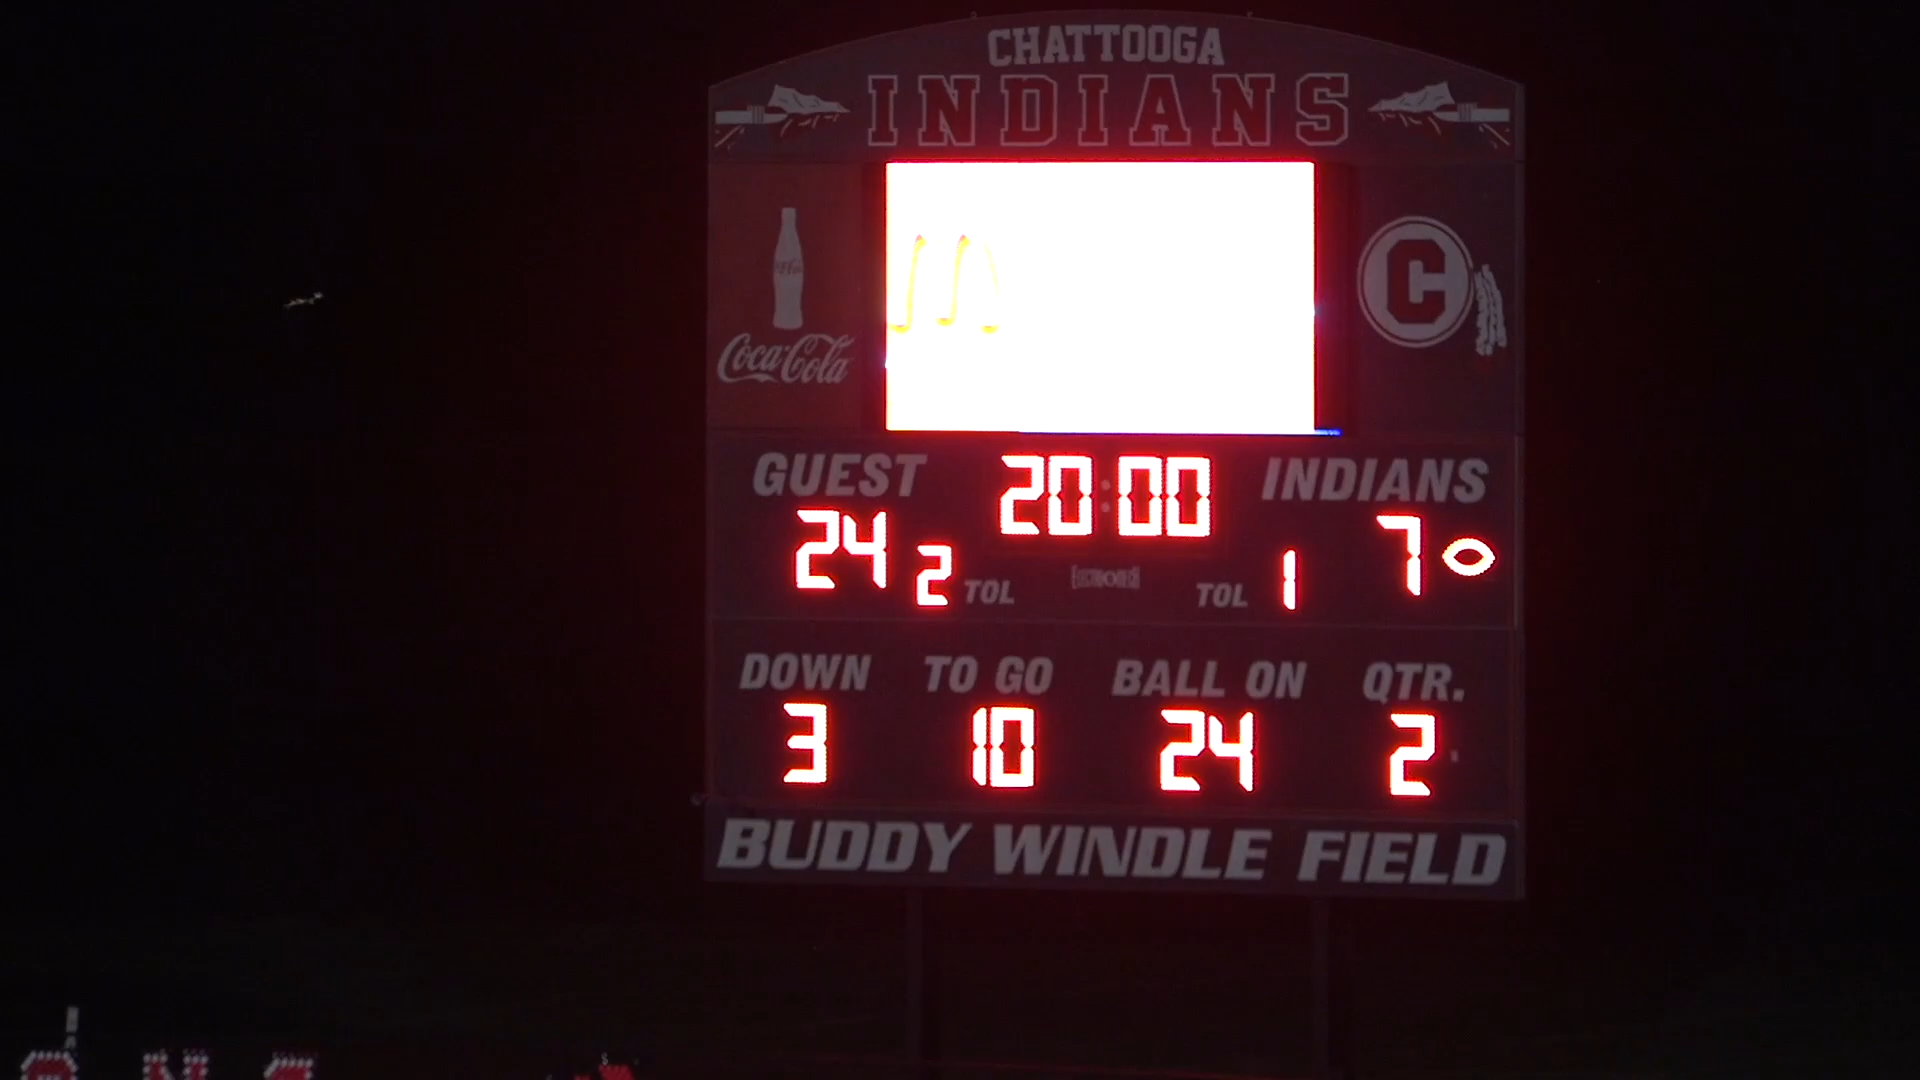 CHATTOOGA
INDIANS
Coca-Cola
C
GUEST 20:00 INDIANS
24 2 TOL TOL 1 7
DOWN TO GO BALL ON QTR.
3 10 24 2
BUDDY WINDLE FIELD